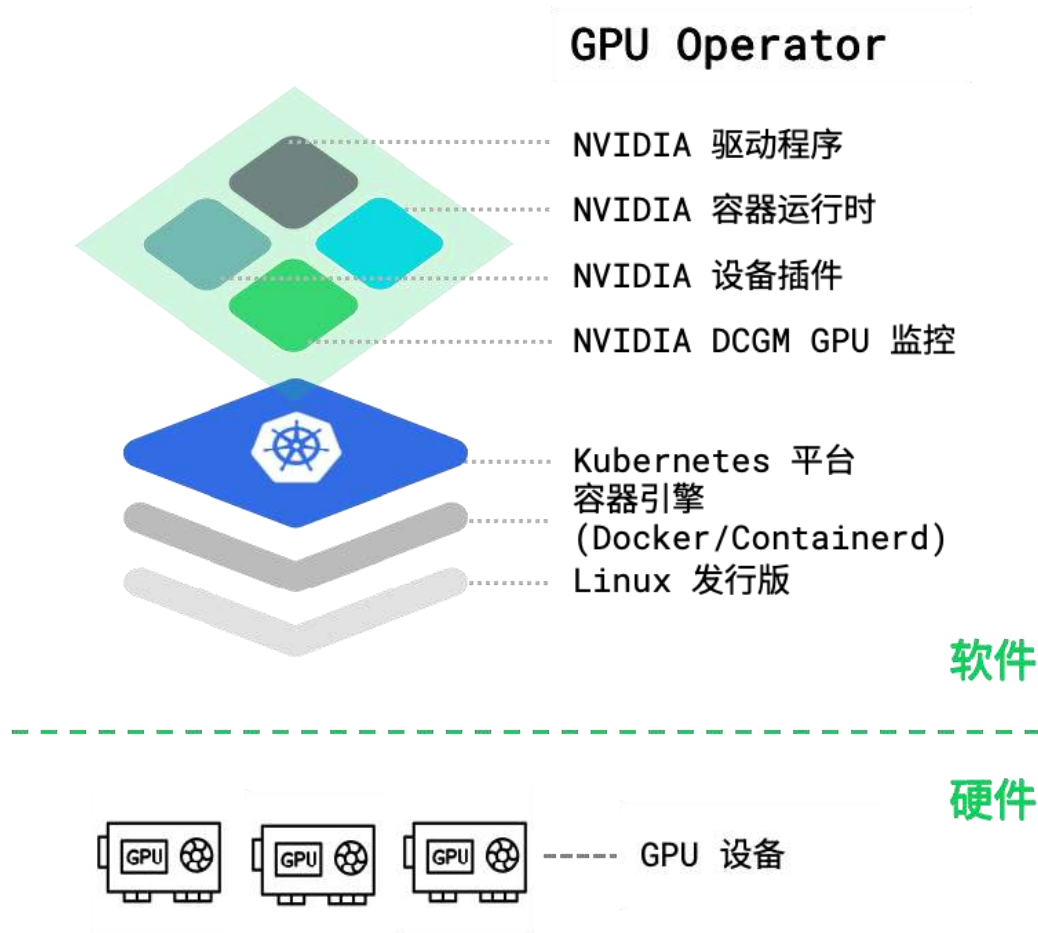 GPU Operator
NVIDIA 驱动程序
NVIDIA 容器运行时
NVIDIA 设备插件
NVIDIA DCGM GPU 监控
Kubernetes 平台
容器引擎
(Docker/Containerd)
Linux 发行版
软件
硬件
GPU
GPU
GPU
GPU 设备